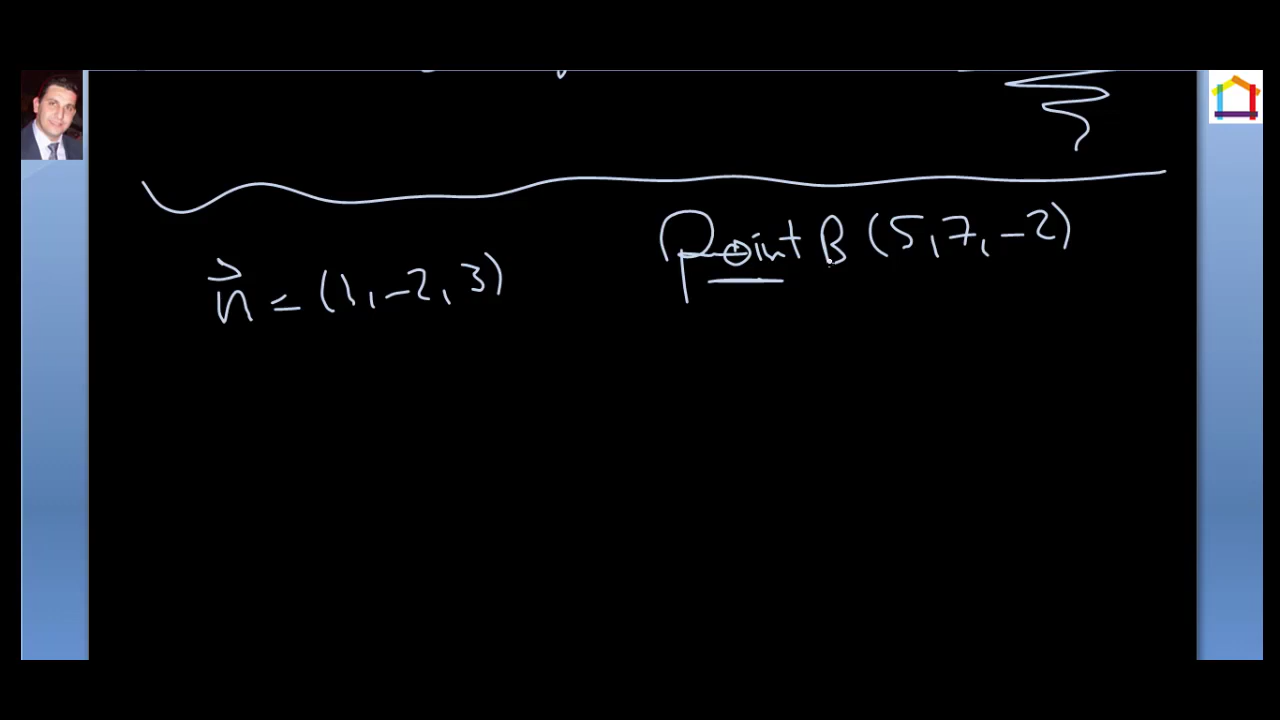 n⃗ = (1, -2, 3)
Point B (5, 7, -2)